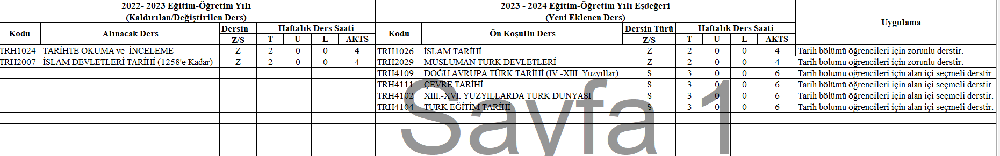 2022- 2023 Eğitim-Öğretim Yılı
(Kaldırılan/Değiştirilen Ders)
2023 - 2024 Eğitim-Öğretim Yılı Eşdeğeri
(Yeni Eklenen Ders)
Uygulama
Kodu Alınacak Ders Dersin Haftalık Ders Saati Kodu Ön Koşullu Ders Dersin Türü Haftalık Ders Saati
Z/S T U L AKTS Z/S T U L AKTS
TRH1024 TARİHTE OKUMA ve İNCELEME Z 2 0 0 4 TRH1026 İSLAM TARİHİ Z 2 0 0 4 Tarih bölümü öğrencileri için zorunlu derstir.
TRH2007 İSLAM DEVLETLERİ TARİHİ (1258'e Kadar) Z 2 0 0 4 TRH2029 MÜSLÜMAN TÜRK DEVLETLERİ Z 2 0 0 4 Tarih bölümü öğrencileri için zorunlu derstir.
TRH4109 DOĞU AVRUPA TÜRK TARİHİ (IV.-XIII. Yüzyıllar) S 3 0 0 6 Tarih bölümü öğrencileri için alan içi seçmeli derstir.
TRH4111 ÇEVRE TARİHİ S 3 0 0 6 Tarih bölümü öğrencileri için alan içi seçmeli derstir.
TRH4102 XIII.-XVI. YÜZYILLARDA TÜRK DÜNYASI S 3 0 0 6 Tarih bölümü öğrencileri için alan içi seçmeli derstir.
TRH4104 TÜRK EĞİTİM TARİHİ S 3 0 0 6 Tarih bölümü öğrencileri için alan içi seçmeli derstir.
Sayfa 1